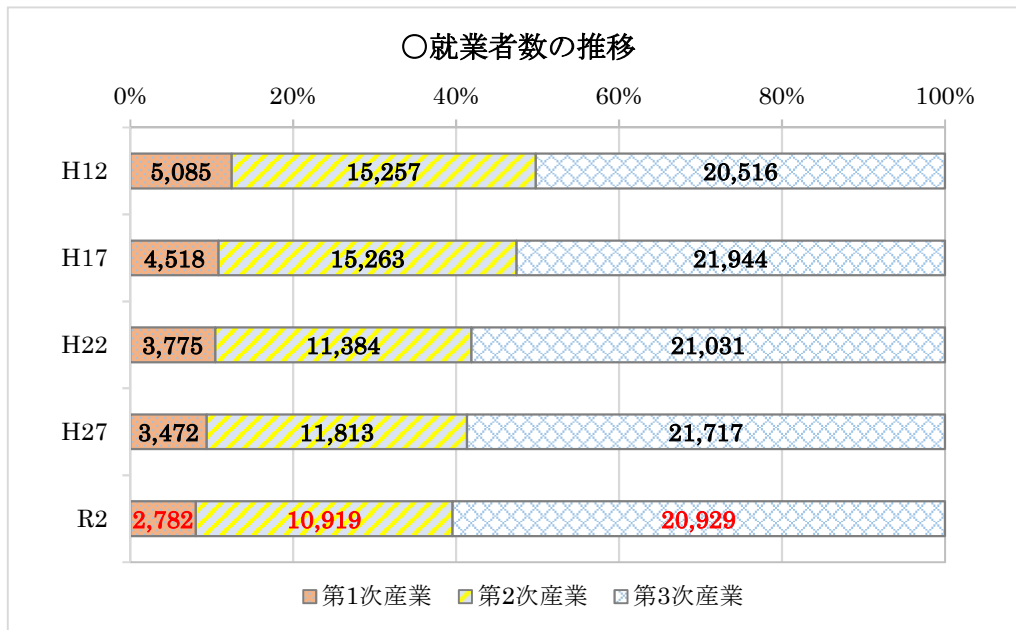 〇就業者数の推移
0% 20% 40% 60% 80% 100%
H12 5,085 15,257 20,516
H17 4,518 15,263 21,944
H22 3,775 11,384 21,031
H27 3,472 11,813 21,717
R2 2,782 10,919 20,929
第1次産業 第2次産業 第3次産業